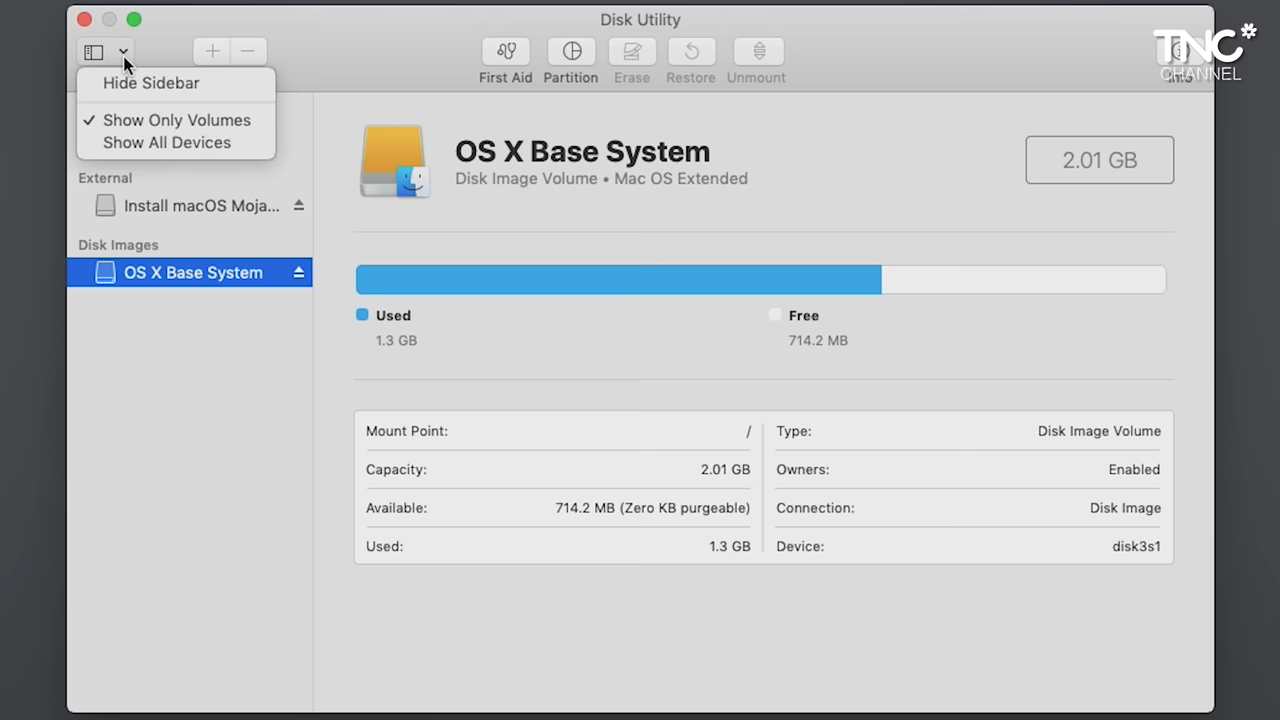 Disk Utility
First Aid
Partition
Erase
Restore
Unmount
TNC*
CHANNEL
Info
Hide Sidebar
✓ Show Only Volumes
Show All Devices
External
Install macOS Moja...
Disk Images
OS X Base System
OS X Base System
Disk Image Volume • Mac OS Extended
2.01 GB
Used
1.3 GB
Free
714.2 MB
Mount Point: /
Capacity: 2.01 GB
Available: 714.2 MB (Zero KB purgeable)
Used: 1.3 GB
Type: Disk Image Volume
Owners: Enabled
Connection: Disk Image
Device: disk3s1